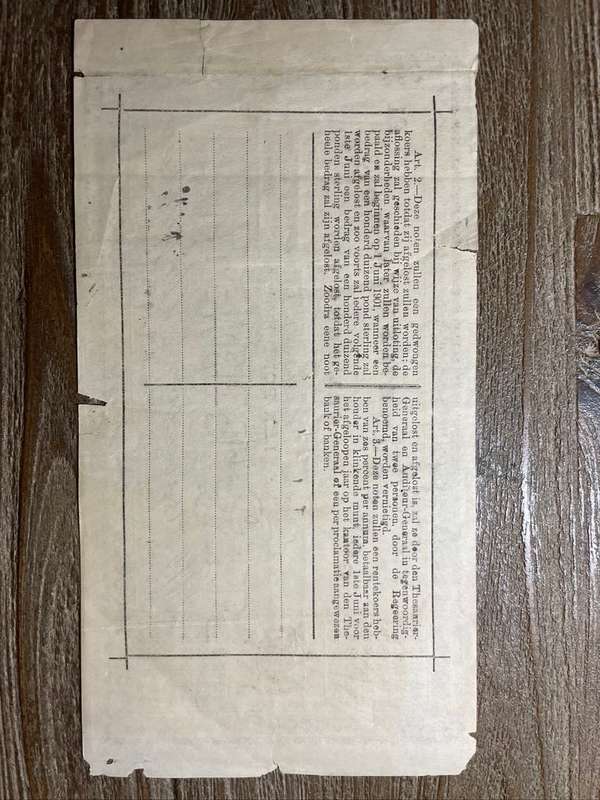 Art. 2.—Deze noten zullen een gedwongen
koers hebben totdat zij afgelost zullen worden; de
aflossing zal geschieden bij wijze van uitloting, de
bijzonderheden waarvan later zullen worden be-
paald en zal beginnen op 1 Juni 1901, wanneer een
bedrag van een honderd duizend pond sterling zal
worden afgelost en zoo voorts zal iedere volgende
1ste Juni een bedrag van een honderd duizend
ponden sterling worden afgelost, totdat het ge-
heele bedrag zal zijn afgelost. Zoodra eene noot
uitgelost en afgelost is, zal ze door den Thesaurier-
Generaal en Auditeur-Generaal in tegenwoordig-
heid van twee personen, door de Regeering
benoemd, worden vernietigd.
Art. 3.—Deze noten zullen een rentekoers heb-
ben van zes percent per annum betaalbaar aan den
houder in klinkende munt, iedere 1ste Juni voor
het afgeloopen jaar op het kantoor van den The-
saurier-Generaal of een per proclamatie aangewezen
bank of banken.